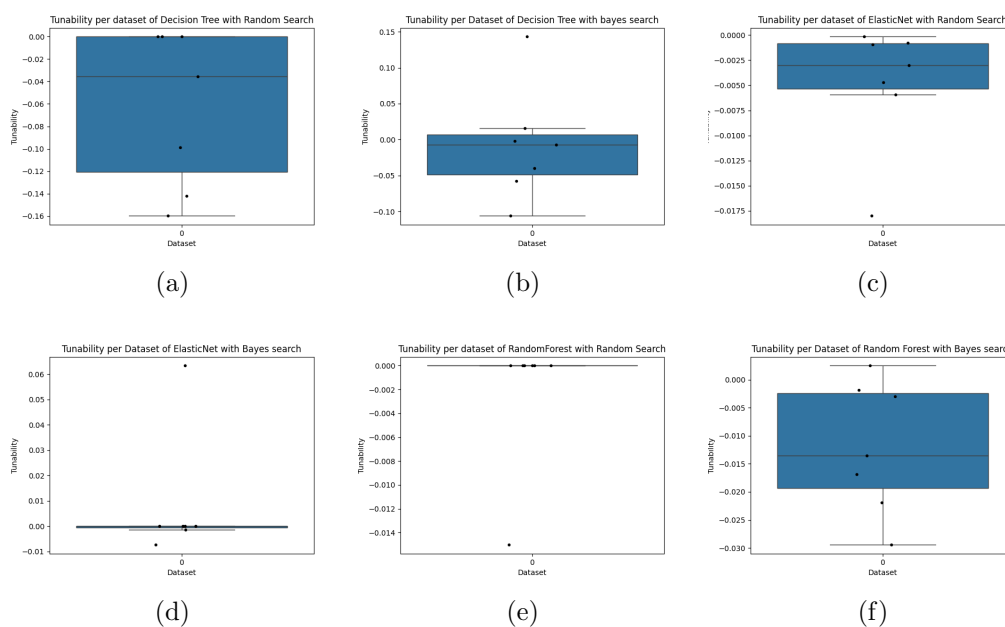 Tunability per dataset of Decision Tree with Random Search
Tunability
0.00
−0.02
−0.04
−0.06
−0.08
−0.10
−0.12
−0.14
−0.16
0
Dataset
(a)
Tunability per Dataset of Decision Tree with bayes search
Tunability
0.15
0.10
0.05
0.00
−0.05
−0.10
0
Dataset
(b)
Tunability per dataset of ElasticNet with Random Search
0.0000
−0.0025
−0.0050
−0.0075
−0.0100
−0.0125
−0.0150
−0.0175
0
Dataset
(c)
Tunability per Dataset of ElasticNet with Bayes search
Tunability
0.06
0.05
0.04
0.03
0.02
0.01
0.00
−0.01
0
Dataset
(d)
Tunability per dataset of RandomForest with Random Search
Tunability
0.000
−0.002
−0.004
−0.006
−0.008
−0.010
−0.012
−0.014
0
Dataset
(e)
Tunability per Dataset of Random Forest with Bayes searc
Tunability
0.000
−0.005
−0.010
−0.015
−0.020
−0.025
−0.030
0
Dataset
(f)